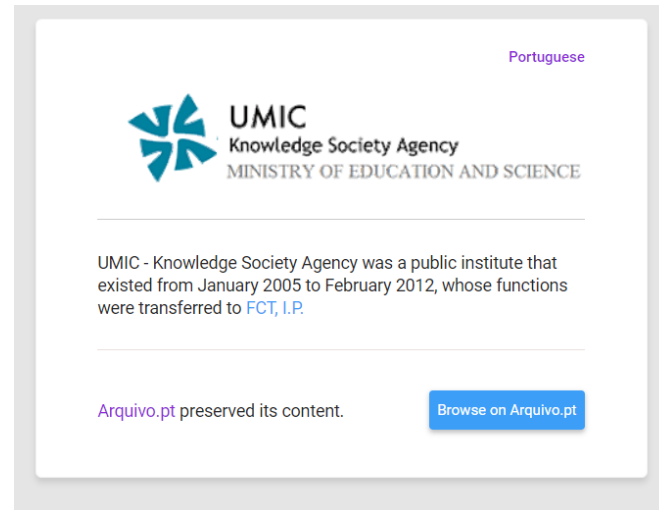 Portuguese
UMIC
Knowledge Society Agency
MINISTRY OF EDUCATION AND SCIENCE
UMIC - Knowledge Society Agency was a public institute that
existed from January 2005 to February 2012, whose functions
were transferred to FCT, I.P.
Arquivo.pt preserved its content.
Browse on Arquivo.pt